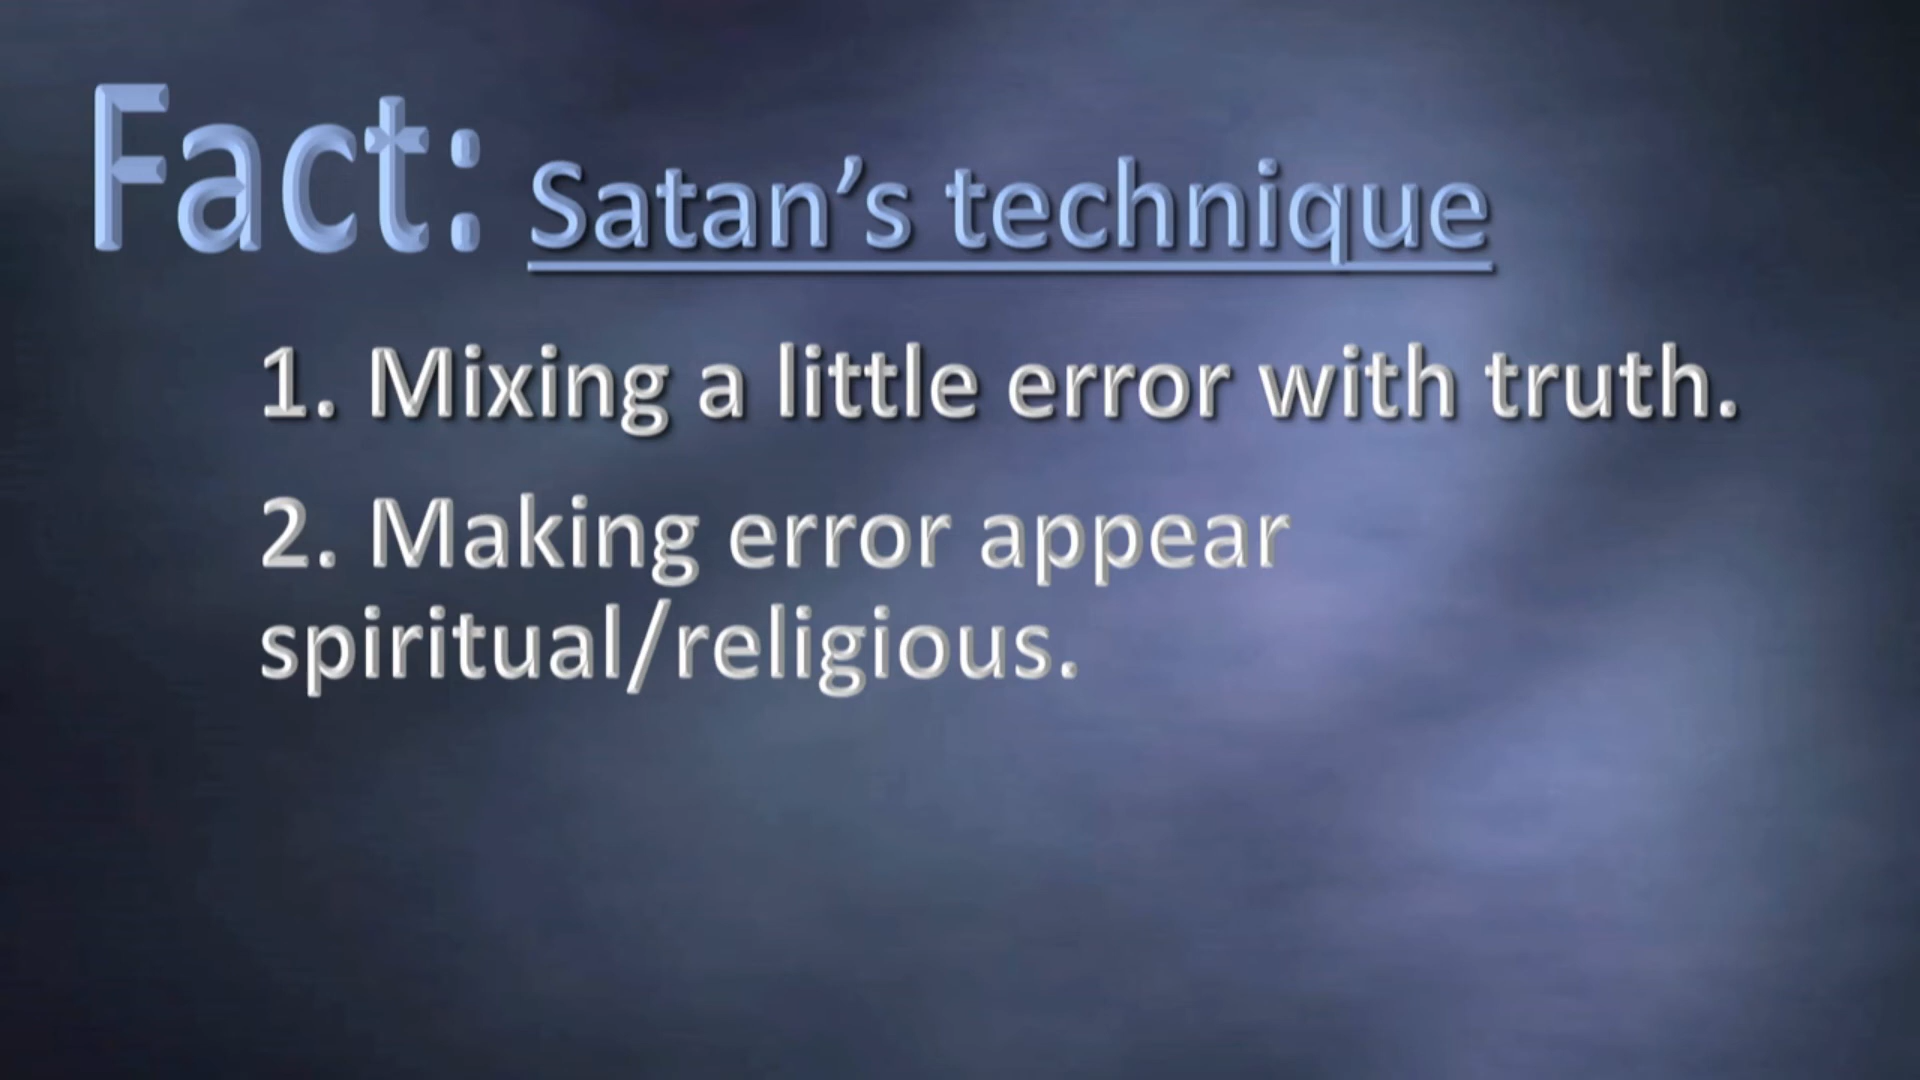 Fact: Satan’s technique
1. Mixing a little error with truth.
2. Making error appear
spiritual/religious.